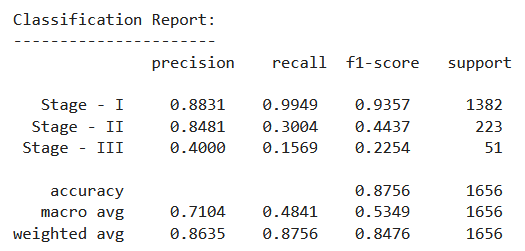 Classification Report:
----------------------
precision recall f1-score support
Stage - I 0.8831 0.9949 0.9357 1382
Stage - II 0.8481 0.3004 0.4437 223
Stage - III 0.4000 0.1569 0.2254 51
accuracy 0.8756 1656
macro avg 0.7104 0.4841 0.5349 1656
weighted avg 0.8635 0.8756 0.8476 1656